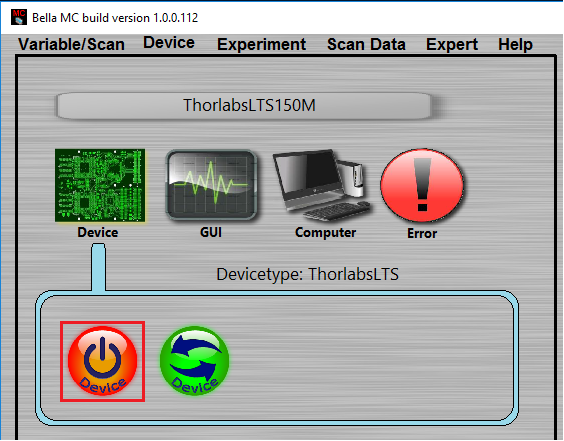 MC
Bella MC build version 1.0.0.112
Variable/Scan Device Experiment Scan Data Expert Help
ThorlabsLTS150M
Device GUI Computer Error
Devicetype: ThorlabsLTS
Device Device